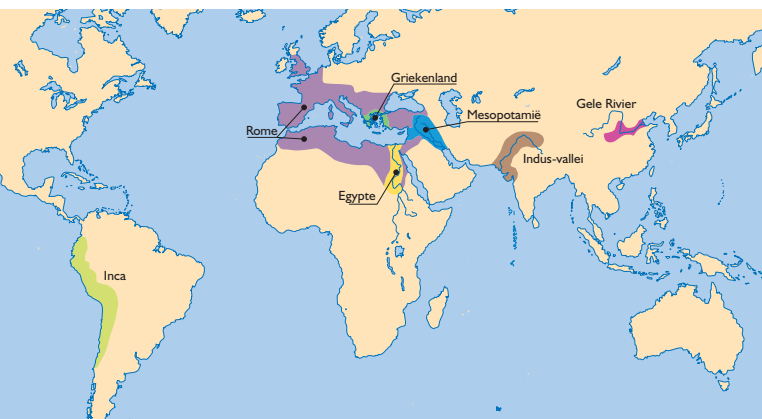 Griekenland
Mesopotamië
Gele Rivier
Rome
Indus-vallei
Egypte
Inca